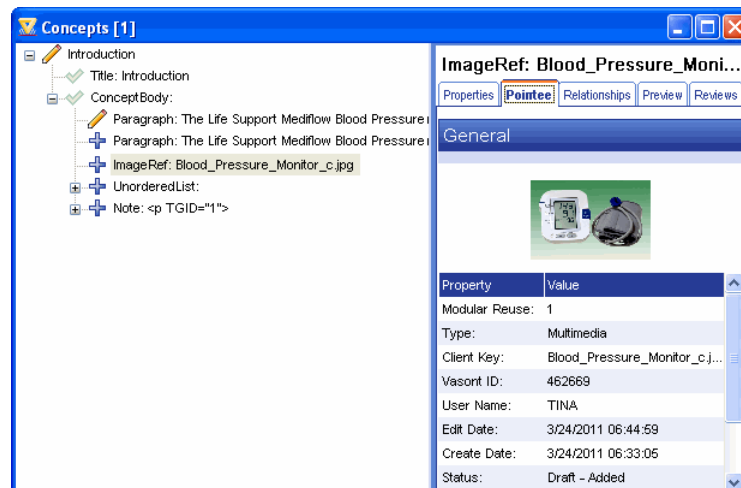 Concepts [1]
Introduction
Title: Introduction
ConceptBody:
Paragraph: The Life Support Mediflow Blood Pressure
Paragraph: The Life Support Mediflow Blood Pressure
ImageRef: Blood_Pressure_Monitor_c.jpg
UnorderedList:
Note: <p TGID="1">
ImageRef: Blood_Pressure_Moni...
Properties Pointee Relationships Preview Reviews
General
Property Value
Modular Reuse: 1
Type: Multimedia
Client Key: Blood_Pressure_Monitor_c.j...
Vasont ID: 462669
User Name: TINA
Edit Date: 3/24/2011 06:44:59
Create Date: 3/24/2011 06:33:05
Status: Draft - Added